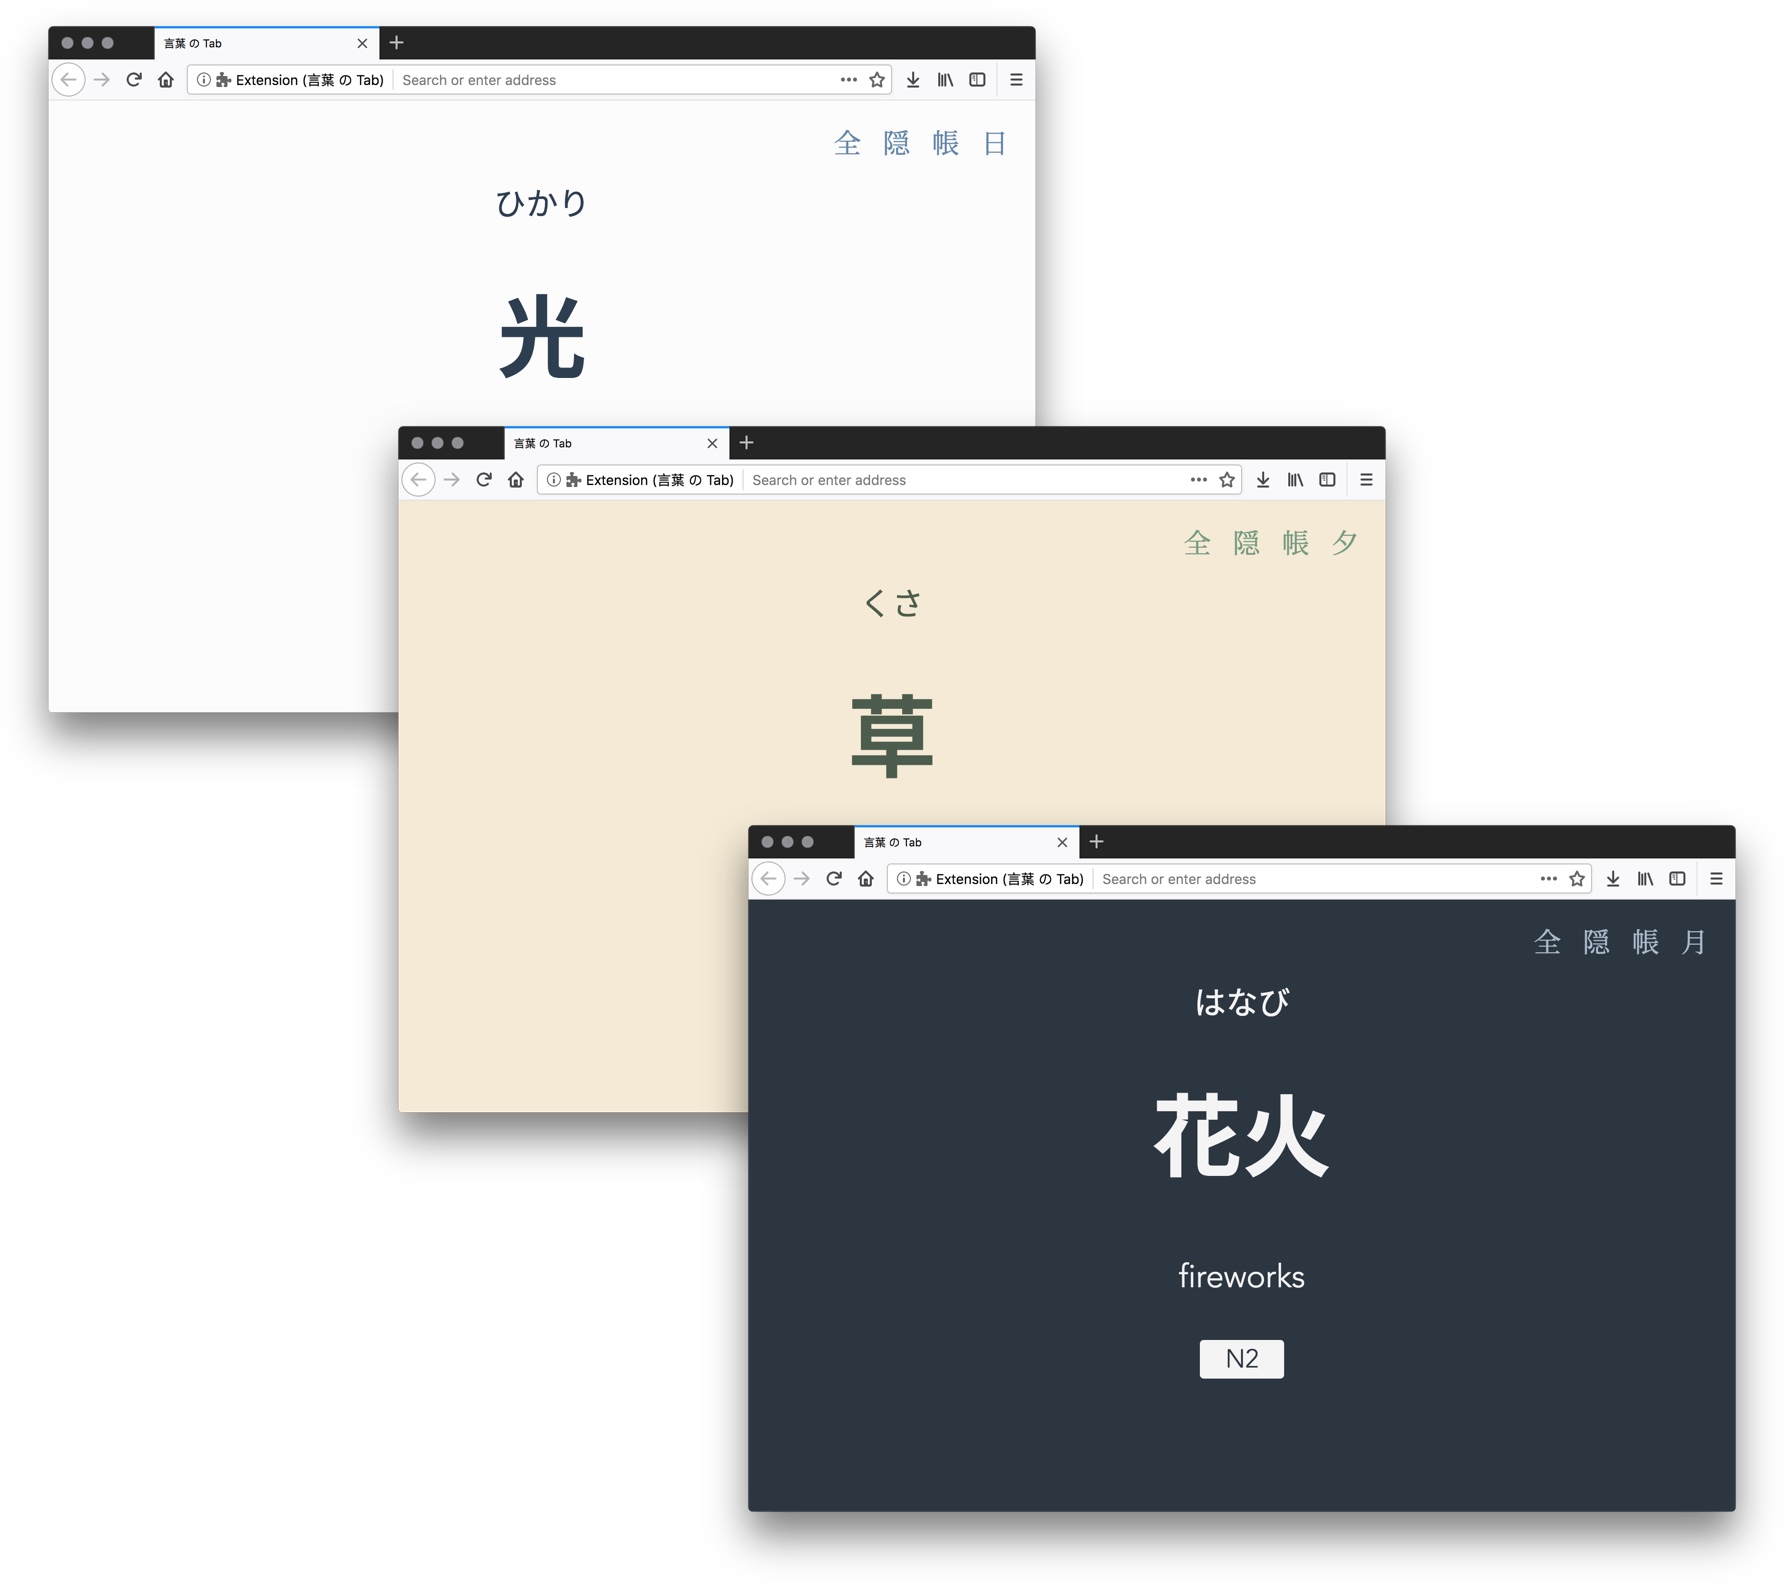 言葉 の Tab
Extension (言葉 の Tab) Search or enter address
全 隠 帳 日
ひかり
光
言葉 の Tab
Extension (言葉 の Tab) Search or enter address
全 隠 帳 夕
くさ
草
言葉 の Tab
Extension (言葉 の Tab) Search or enter address
全 隠 帳 月
はなび
花火
fireworks
N2